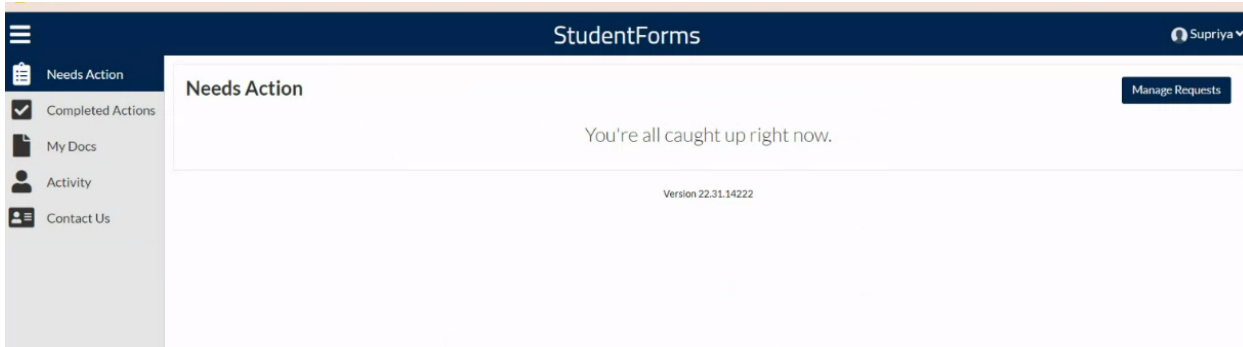 StudentForms
Supriya
Needs Action
Completed Actions
My Docs
Activity
Contact Us
Needs Action
Manage Requests
You're all caught up right now.
Version 22.31.14222